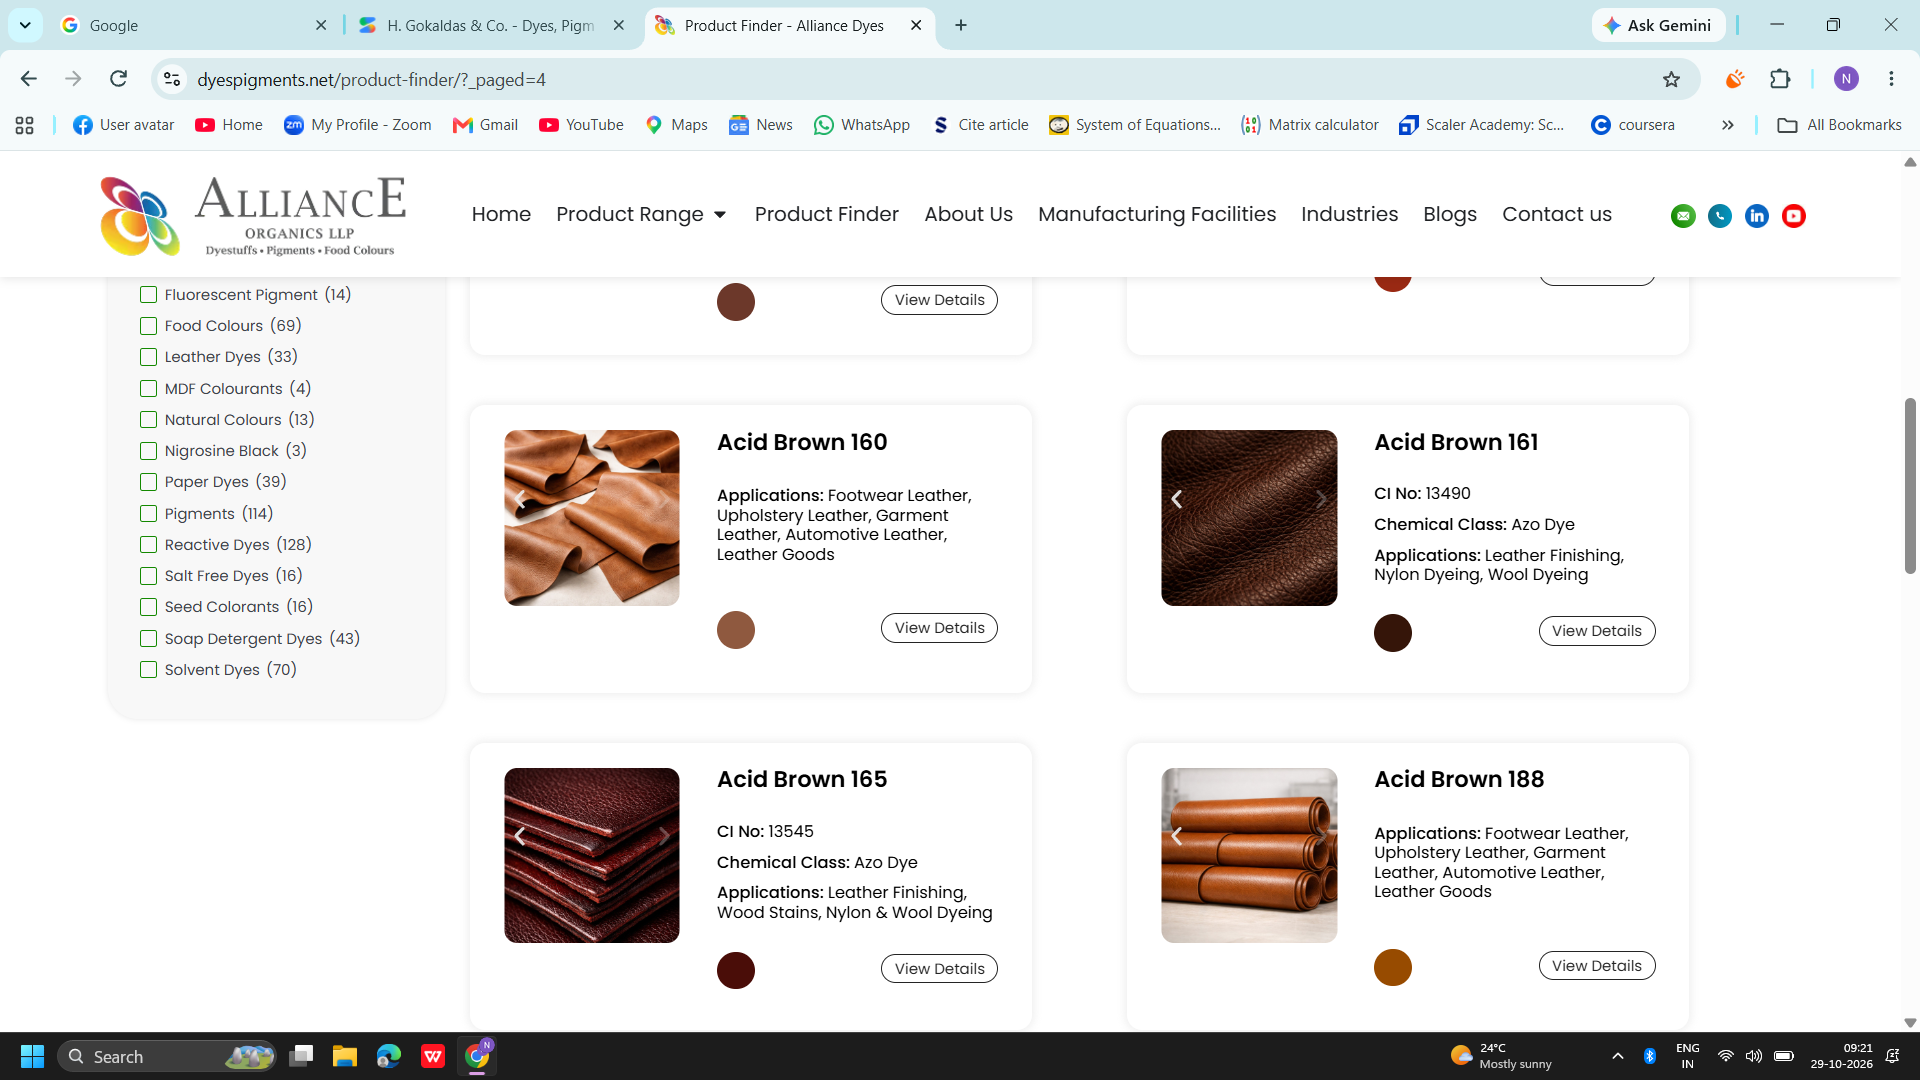 Google
H. Gokaldas & Co. - Dyes, Pigm
Product Finder - Alliance Dyes
Ask Gemini
dyespigments.net/product-finder/?_paged=4
N
User avatar
Home
zm
My Profile - Zoom
Gmail
YouTube
Maps
News
WhatsApp
Cite article
System of Equations...
Matrix calculator
Scaler Academy: Sc...
coursera
All Bookmarks
ALLIANCE
ORGANICS LLP
Dyestuffs • Pigments • Food Colours
Home
Product Range
Product Finder
About Us
Manufacturing Facilities
Industries
Blogs
Contact us
Fluorescent Pigment (14)
Food Colours (69)
Leather Dyes (33)
MDF Colourants (4)
Natural Colours (13)
Nigrosine Black (3)
Paper Dyes (39)
Pigments (114)
Reactive Dyes (128)
Salt Free Dyes (16)
Seed Colorants (16)
Soap Detergent Dyes (43)
Solvent Dyes (70)
View Details
Acid Brown 160
Applications: Footwear Leather,
Upholstery Leather, Garment
Leather, Automotive Leather,
Leather Goods
View Details
Acid Brown 161
CI No: 13490
Chemical Class: Azo Dye
Applications: Leather Finishing,
Nylon Dyeing, Wool Dyeing
View Details
Acid Brown 165
CI No: 13545
Chemical Class: Azo Dye
Applications: Leather Finishing,
Wood Stains, Nylon & Wool Dyeing
View Details
Acid Brown 188
Applications: Footwear Leather,
Upholstery Leather, Garment
Leather, Automotive Leather,
Leather Goods
View Details
Search
N
24°C
Mostly sunny
ENG
IN
09:21
29-10-2026